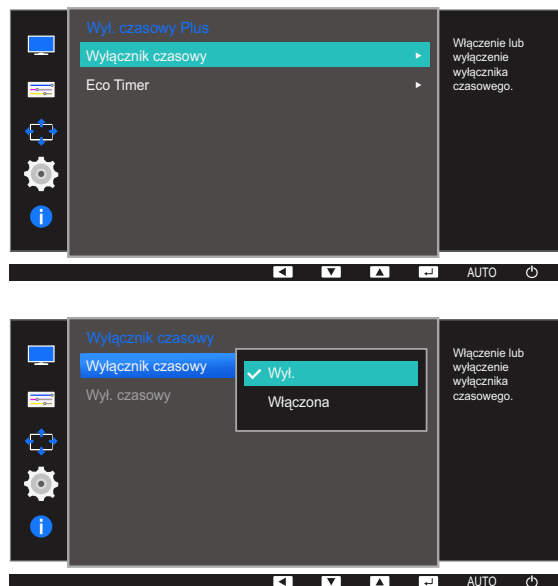 Wył. czasowy Plus
Wyłącznik czasowy
Eco Timer
Włączenie lub
wyłączenie
wyłącznika
czasowego.
AUTO
Wyłącznik czasowy
Wyłącznik czasowy
Wył. czasowy
Wył.
Włączona
Włączenie lub
wyłączenie
wyłącznika
czasowego.
AUTO